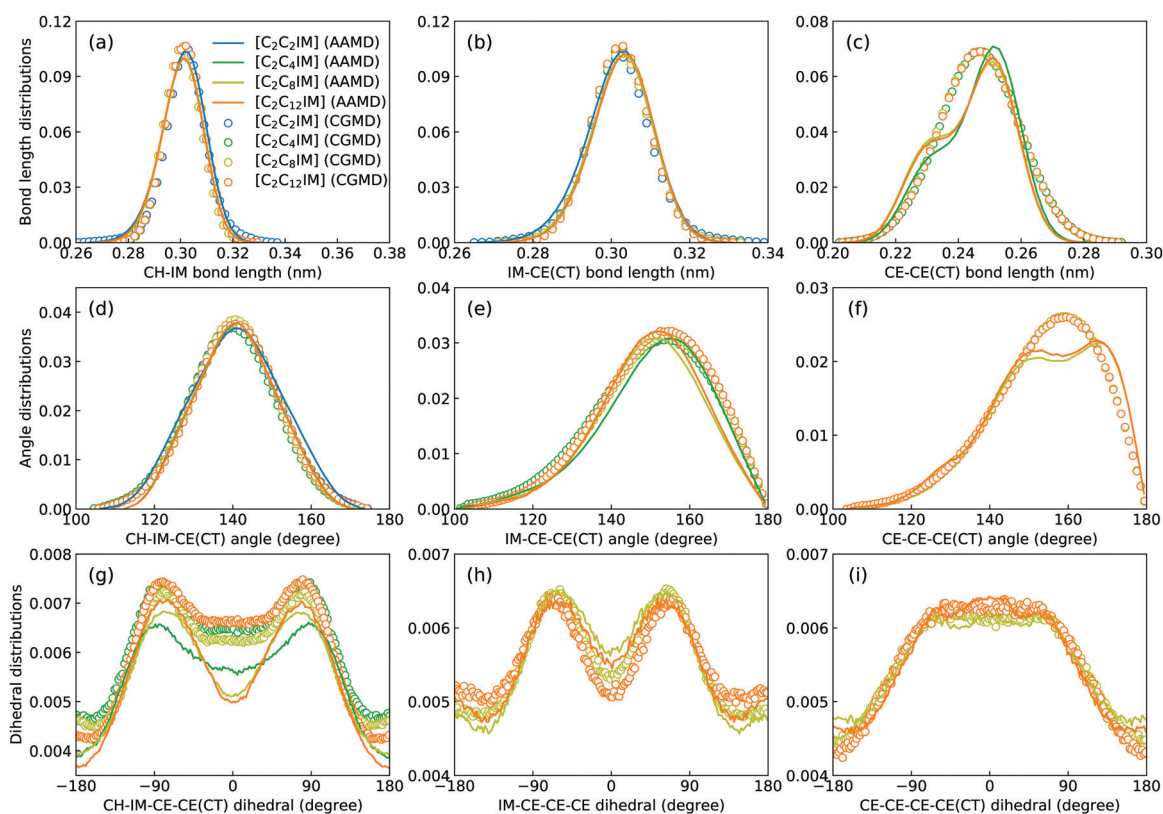 Bond length distributions
(a)
[C₂C₂IM] (AAMD)
[C₂C₄IM] (AAMD)
[C₂C₈IM] (AAMD)
[C₂C₁₂IM] (AAMD)
[C₂C₂IM] (CGMD)
[C₂C₄IM] (CGMD)
[C₂C₈IM] (CGMD)
[C₂C₁₂IM] (CGMD)
0.12
0.09
0.06
0.03
0.00
0.26 0.28 0.30 0.32 0.34 0.36 0.38
CH-IM bond length (nm)
(b)
0.12
0.09
0.06
0.03
0.00
0.26 0.28 0.30 0.32 0.34
IM-CE(CT) bond length (nm)
(c)
0.08
0.06
0.04
0.02
0.00
0.20 0.22 0.24 0.26 0.28 0.30
CE-CE(CT) bond length (nm)
Angle distributions
(d)
0.04
0.03
0.02
0.01
0.00
100 120 140 160 180
CH-IM-CE(CT) angle (degree)
(e)
0.04
0.03
0.02
0.01
0.00
100 120 140 160 180
IM-CE-CE(CT) angle (degree)
(f)
0.03
0.02
0.01
0.00
100 120 140 160 180
CE-CE-CE(CT) angle (degree)
Dihedral distributions
(g)
0.008
0.007
0.006
0.005
0.004
−180 −90 0 90 180
CH-IM-CE-CE(CT) dihedral (degree)
(h)
0.007
0.006
0.005
0.004
−180 −90 0 90 180
IM-CE-CE-CE dihedral (degree)
(i)
0.007
0.006
0.005
0.004
−180 −90 0 90 180
CE-CE-CE-CE(CT) dihedral (degree)